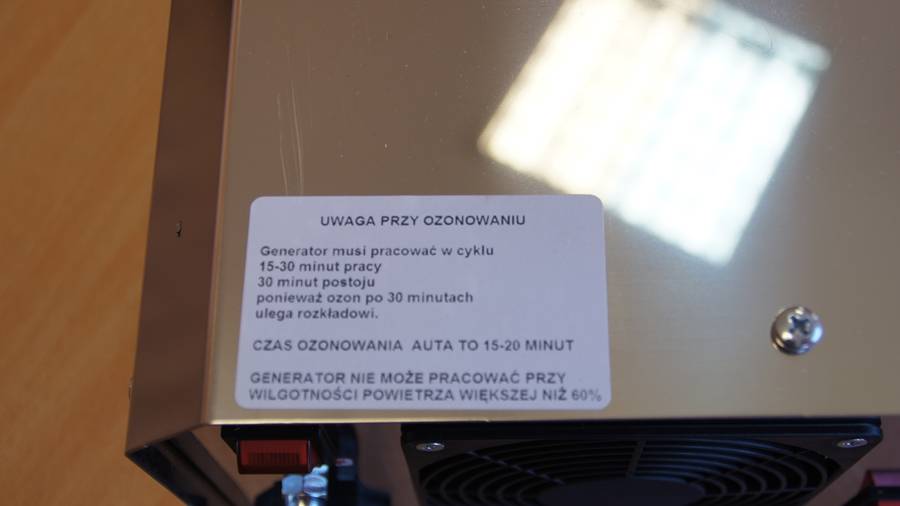 UWAGA PRZY OZONOWANIU
Generator musi pracować w cyklu
15-30 minut pracy
30 minut postoju
ponieważ ozon po 30 minutach
ulega rozkładowi.
CZAS OZONOWANIA AUTA TO 15-20 MINUT
GENERATOR NIE MOŻE PRACOWAĆ PRZY
WILGOTNOŚCI POWIETRZA WIĘKSZEJ NIŻ 60%